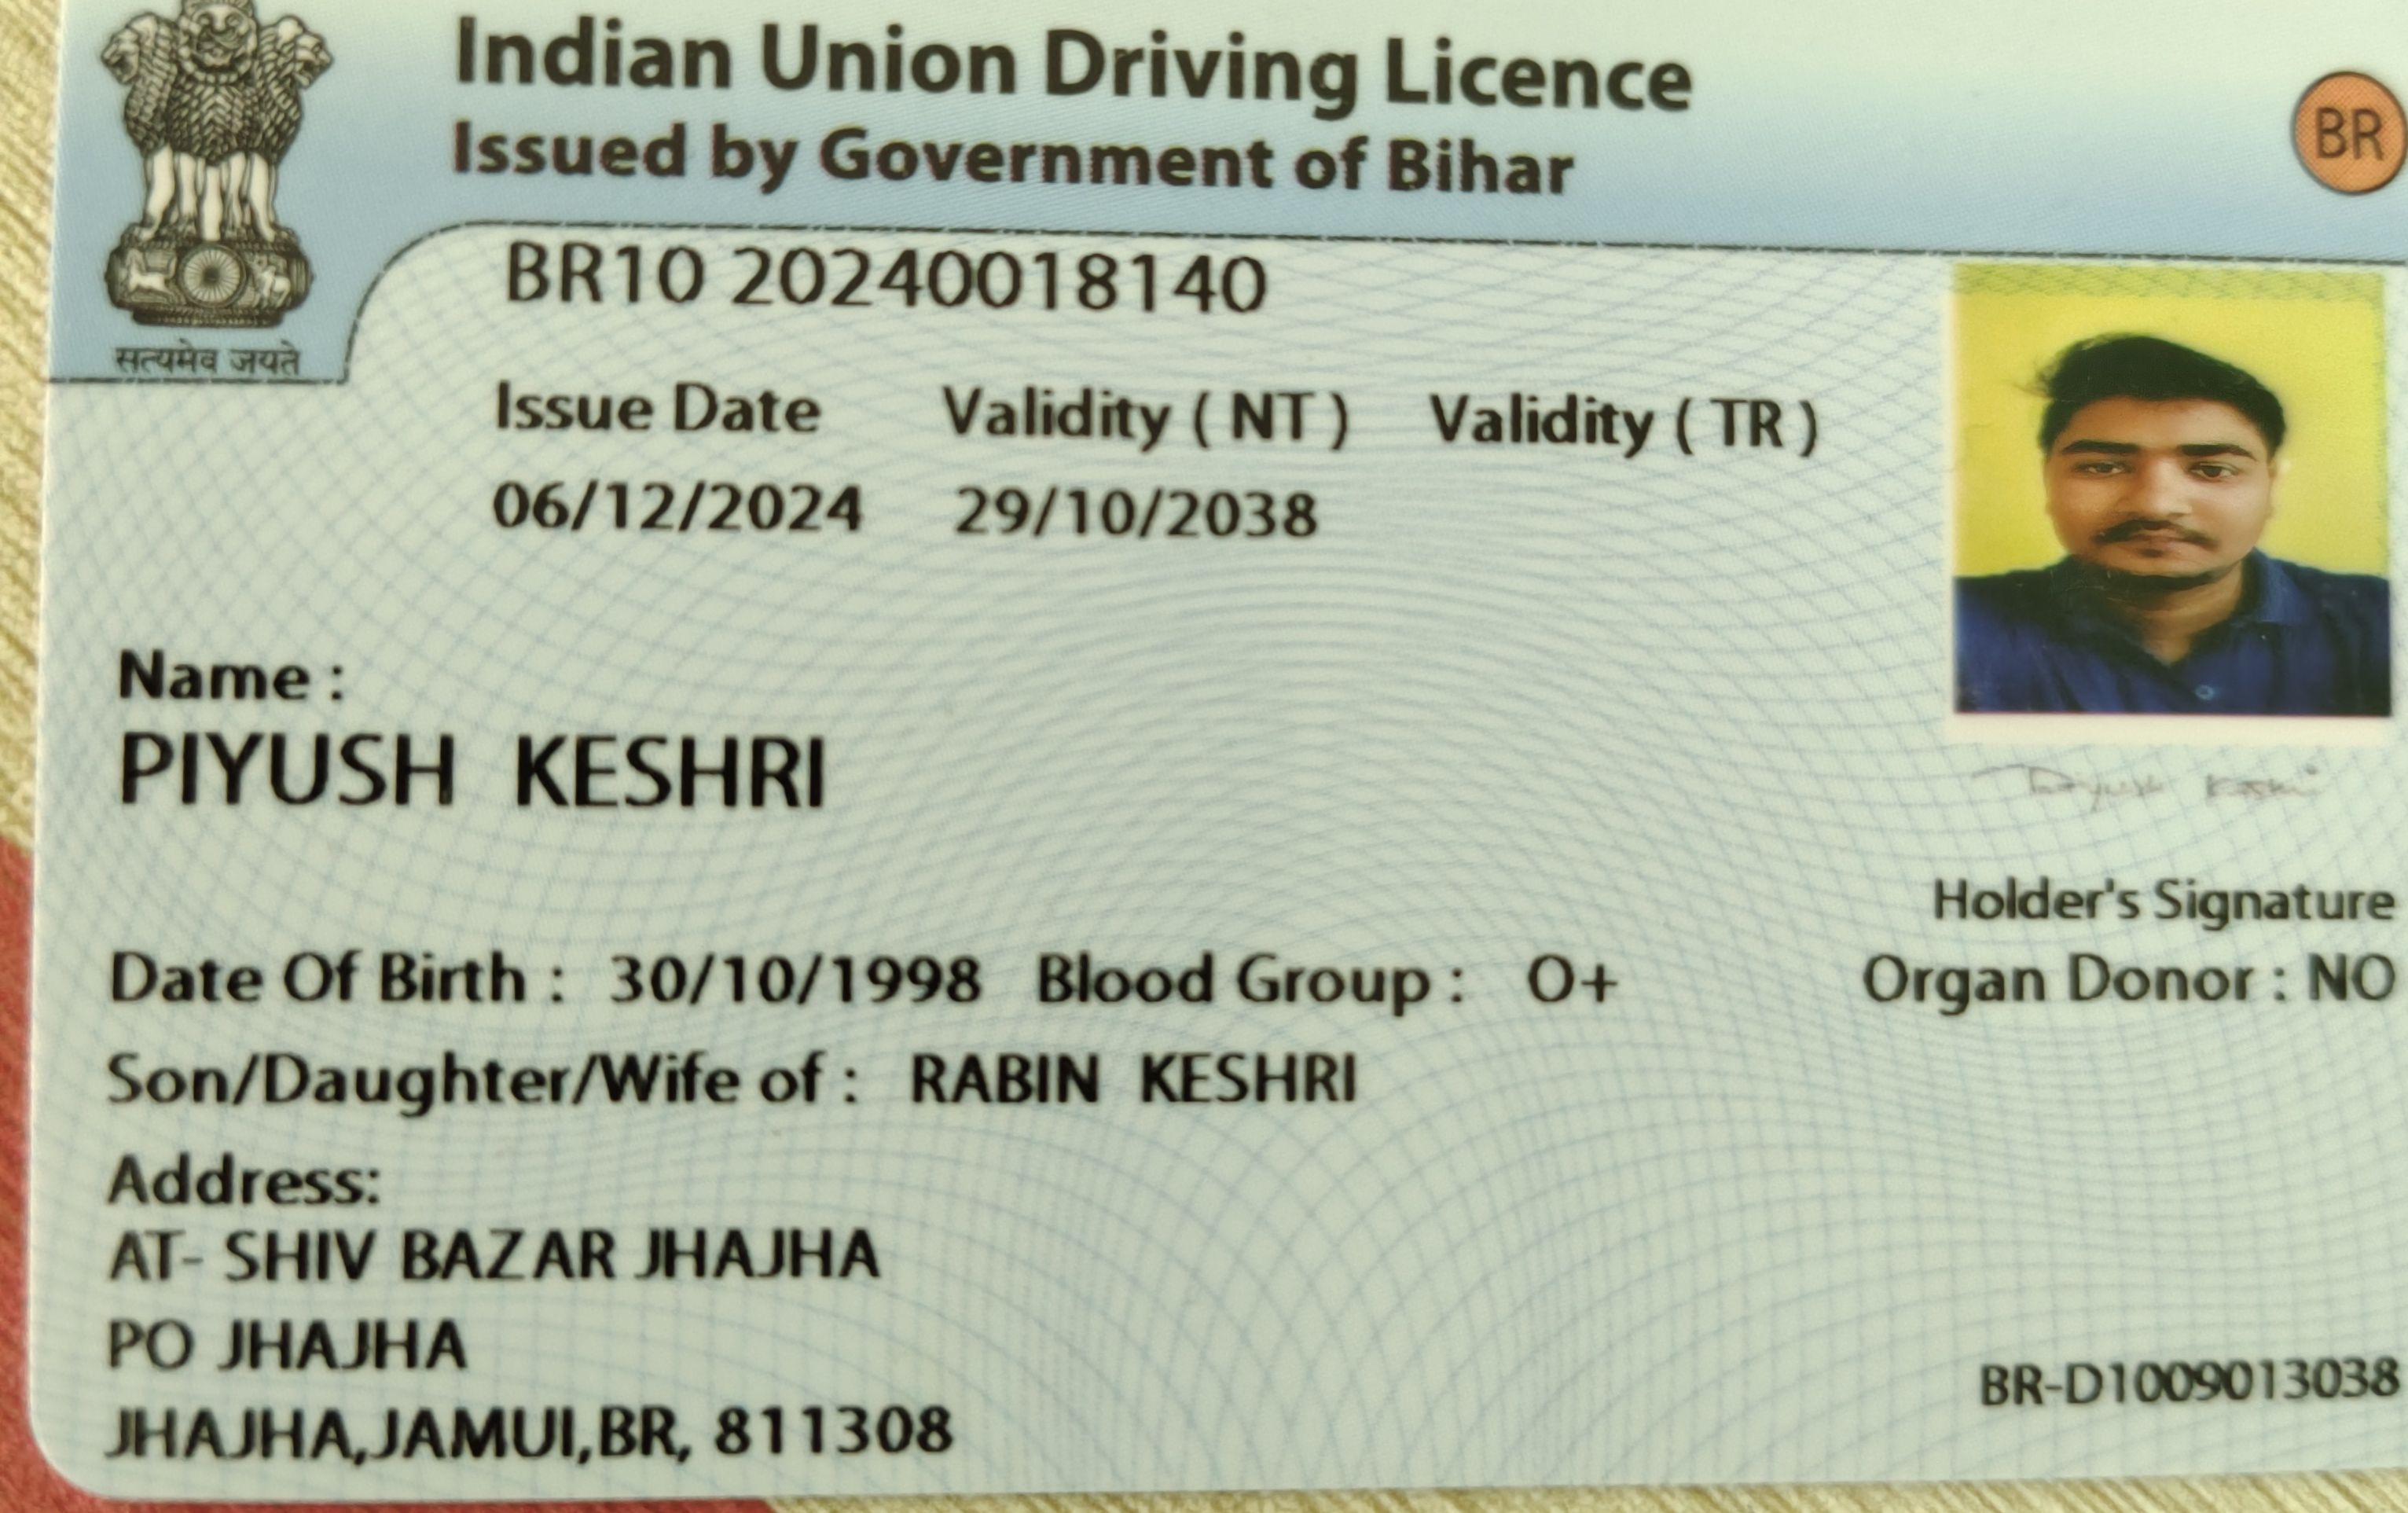 Indian Union Driving Licence
Issued by Government of Bihar
BR
सत्यमेव जयते
BR10 20240018140
Issue Date Validity ( NT ) Validity ( TR )
06/12/2024 29/10/2038
Name :
PIYUSH KESHRI
Piyush Keshri
Holder's Signature
Date Of Birth : 30/10/1998 Blood Group : O+ Organ Donor : NO
Son/Daughter/Wife of : RABIN KESHRI
Address:
AT- SHIV BAZAR JHAJHA
PO JHAJHA
JHAJHA,JAMUI,BR, 811308
BR-D1009013038